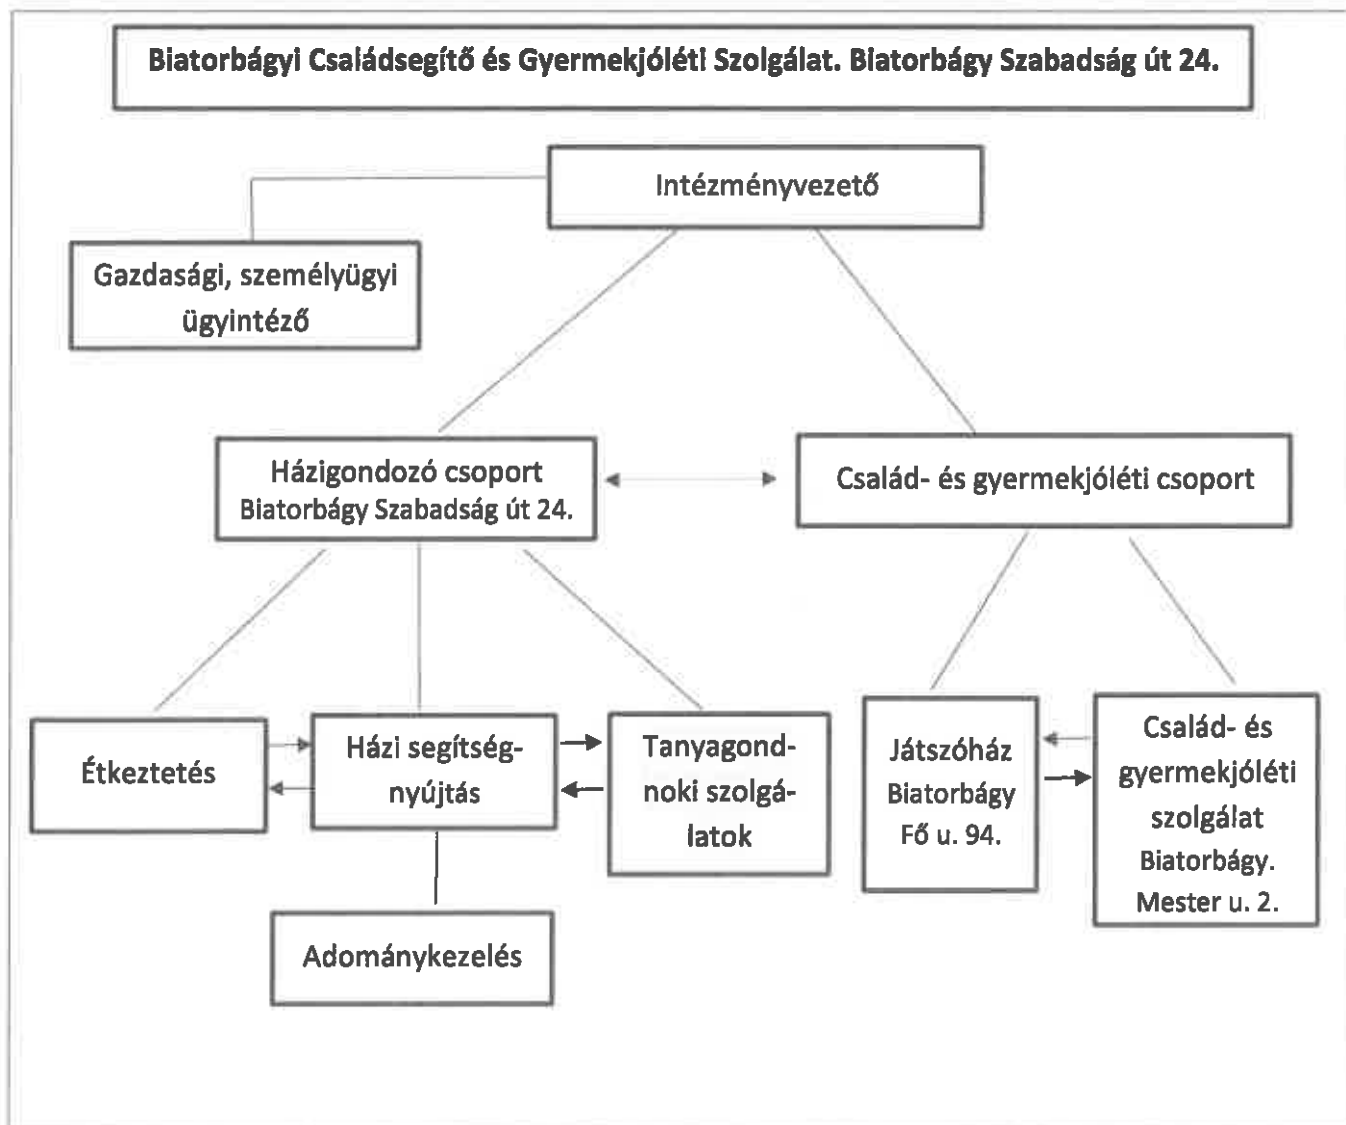 Biatorbágyi Családsegítő és Gyermekjóléti Szolgálat. Biatorbágy Szabadság út 24.
Intézményvezető
Gazdasági, személyügyi
ügyintéző
Házigondozó csoport
Biatorbágy Szabadság út 24.
Család- és gyermekjóléti csoport
Étkeztetés
Házi segítség-
nyújtás
Tanyagond-
noki szolgá-
latok
Játszóház
Biatorbágy
Fő u. 94.
Család- és
gyermekjóléti
szolgálat
Biatorbágy.
Mester u. 2.
Adománykezelés